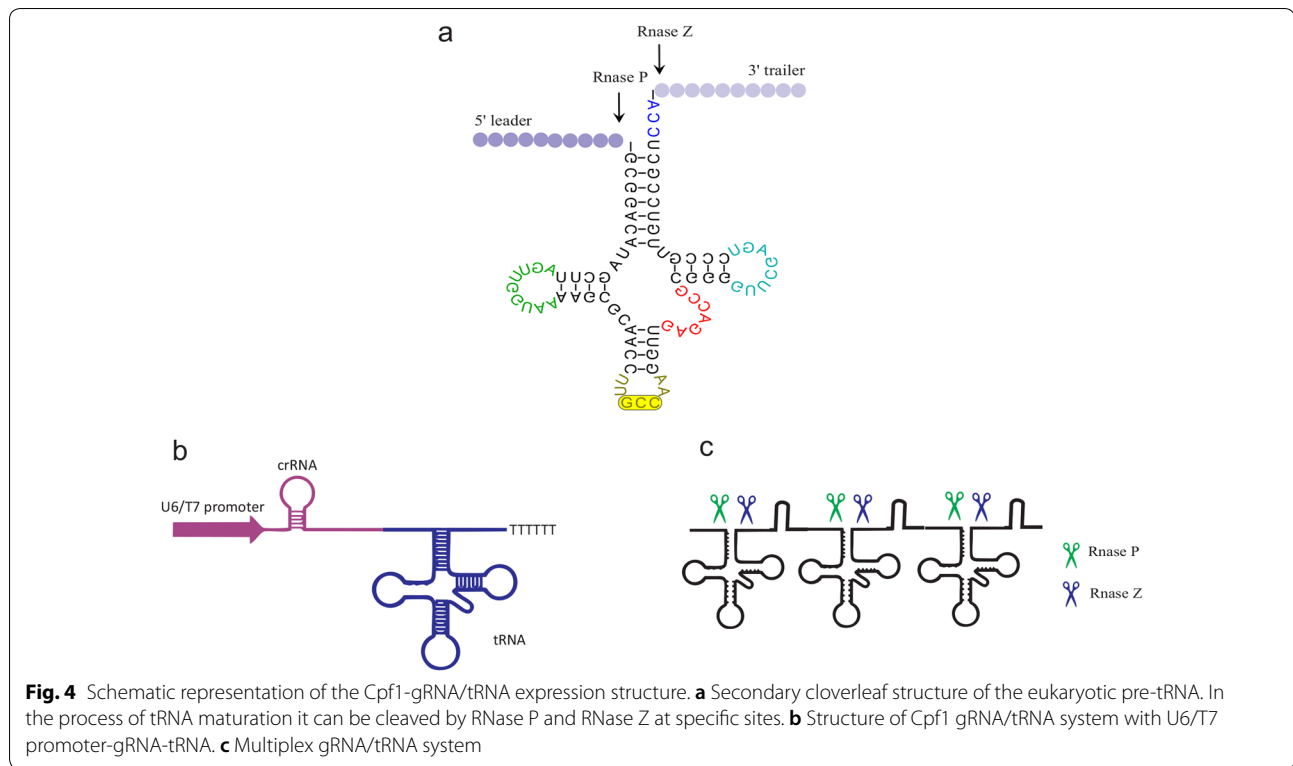 a
Rnase Z
Rnase P
3' trailer
5' leader
A
C
C
GCC
b
c
crRNA
U6/T7 promoter
TTTTTT
tRNA
Rnase P
Rnase Z
Fig. 4 Schematic representation of the Cpf1-gRNA/tRNA expression structure. a Secondary cloverleaf structure of the eukaryotic pre-tRNA. In
the process of tRNA maturation it can be cleaved by RNase P and RNase Z at specific sites. b Structure of Cpf1 gRNA/tRNA system with U6/T7
promoter-gRNA-tRNA. c Multiplex gRNA/tRNA system